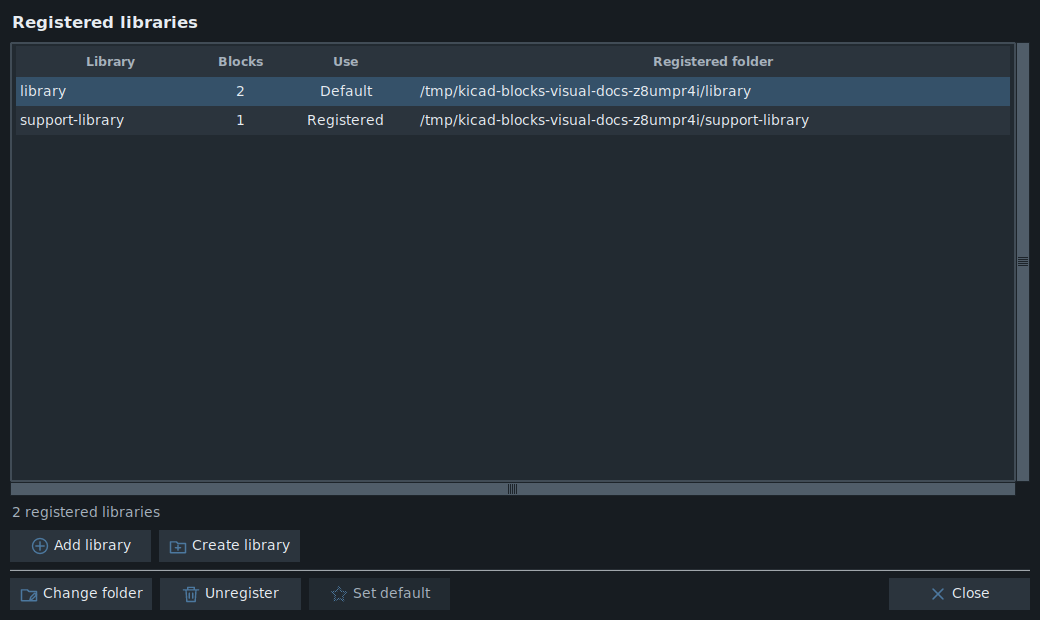 Registered libraries
Library Blocks Use Registered folder
library 2 Default /tmp/kicad-blocks-visual-docs-z8umpr4i/library
support-library 1 Registered /tmp/kicad-blocks-visual-docs-z8umpr4i/support-library
2 registered libraries
Add library Create library
Change folder Unregister Set default Close